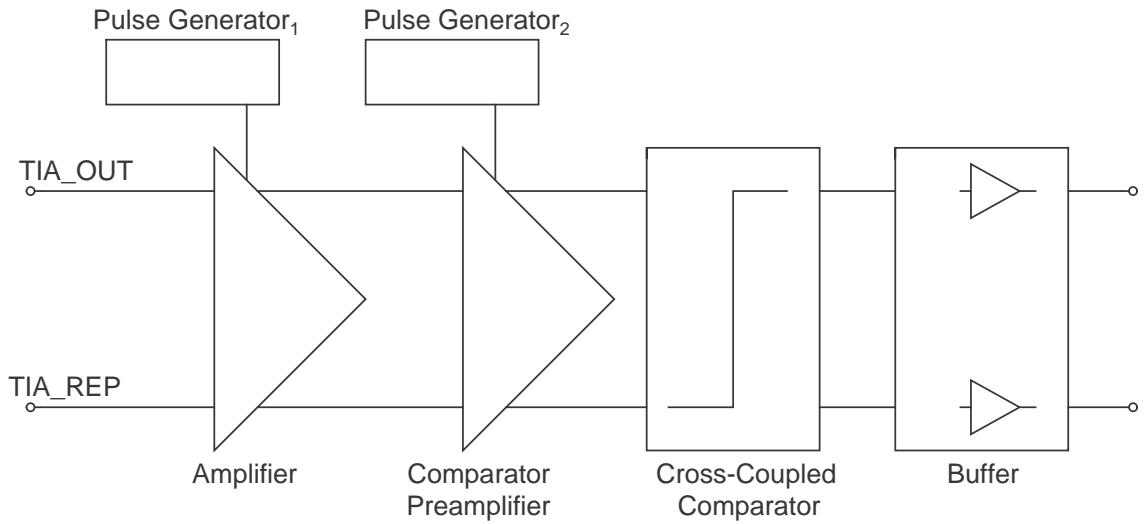 Pulse Generator₁
Pulse Generator₂
TIA_OUT
TIA_REP
Amplifier
Comparator
Preamplifier
Cross-Coupled
Comparator
Buffer